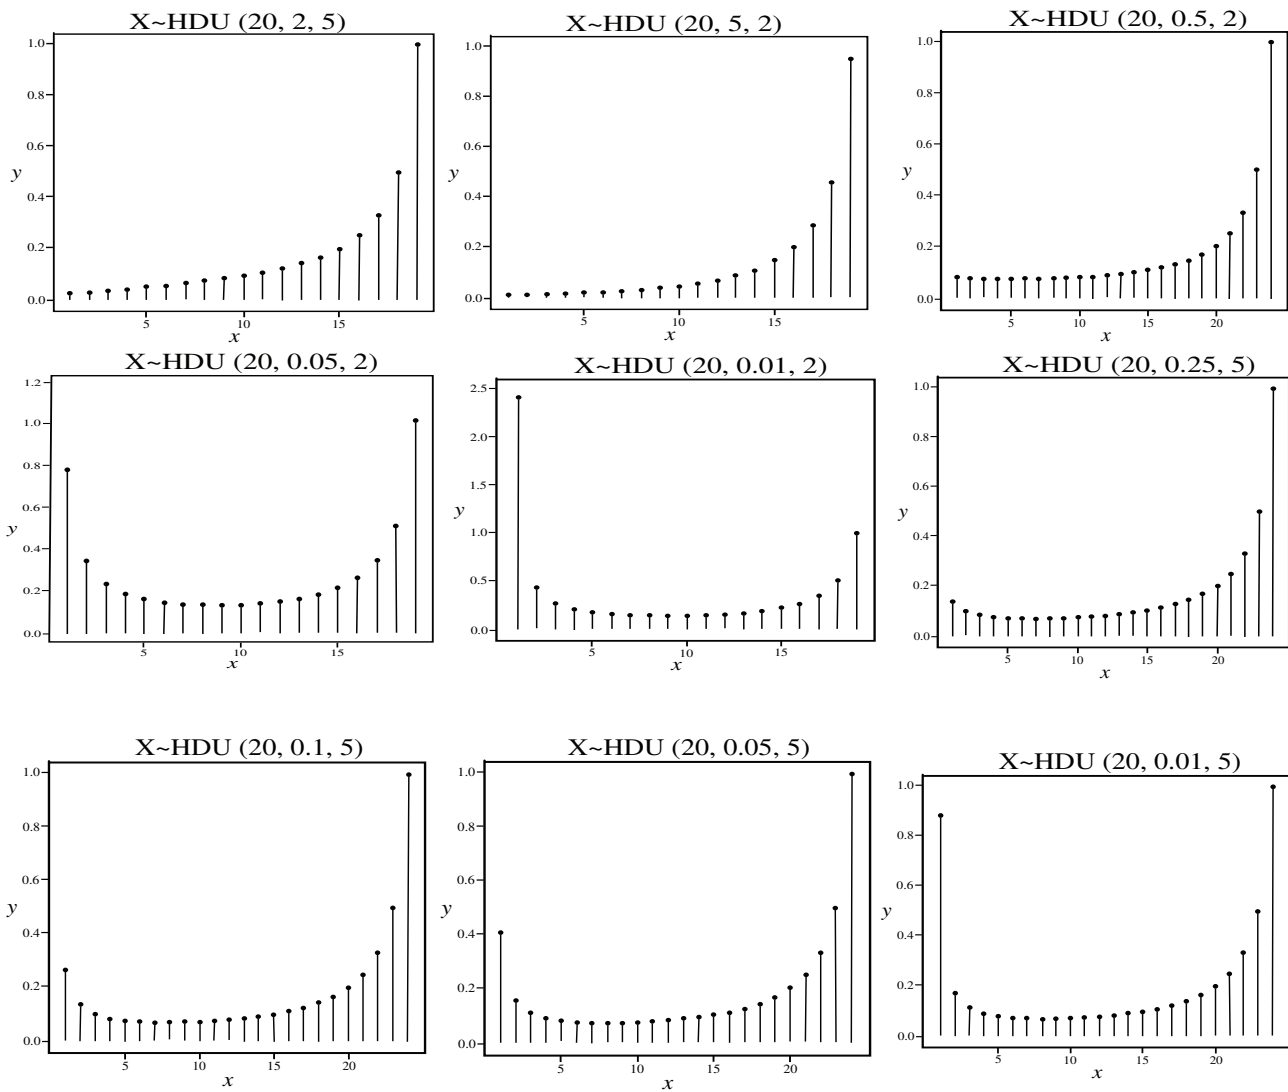 X~HDU (20, 2, 5)
1.0
0.8
0.6
y
0.4
0.2
0.0
5 10 15
x
X~HDU (20, 5, 2)
1.0
0.8
0.6
y
0.4
0.2
0.0
5 10 15
x
X~HDU (20, 0.5, 2)
1.0
0.8
0.6
y
0.4
0.2
0.0
5 10 15 20
x
X~HDU (20, 0.05, 2)
1.2
1.0
0.8
0.6
y
0.4
0.2
0.0
5 10 15
x
X~HDU (20, 0.01, 2)
2.5
2.0
1.5
y
1.0
0.5
0.0
5 10 15
x
X~HDU (20, 0.25, 5)
1.0
0.8
0.6
y
0.4
0.2
0.0
5 10 15 20
x
X~HDU (20, 0.1, 5)
1.0
0.8
0.6
y
0.4
0.2
0.0
5 10 15 20
x
X~HDU (20, 0.05, 5)
1.0
0.8
0.6
y
0.4
0.2
0.0
5 10 15 20
x
X~HDU (20, 0.01, 5)
1.0
0.8
0.6
y
0.4
0.2
0.0
5 10 15 20
x